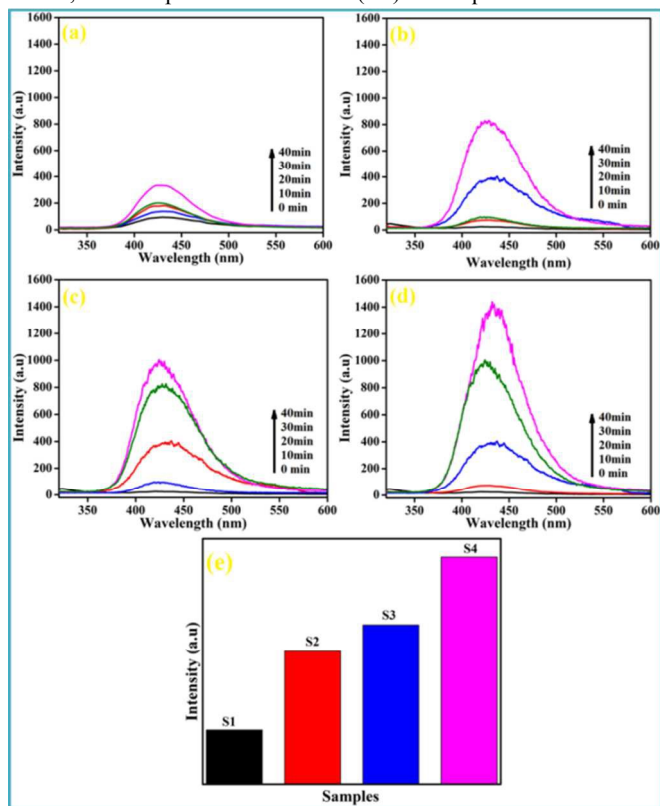 (a)
1600
1400
1200
1000
800
600
400
200
0
Intensity (a.u)
40min
30min
20min
10min
0 min
350 400 450 500 550 600
Wavelength (nm)
(b)
1600
1400
1200
1000
800
600
400
200
0
Intensity (a.u)
40min
30min
20min
10min
0 min
350 400 450 500 550 600
Wavelength (nm)
(c)
1600
1400
1200
1000
800
600
400
200
0
Intensity (a.u)
40min
30min
20min
10min
0 min
350 400 450 500 550 600
Wavelength (nm)
(d)
1600
1400
1200
1000
800
600
400
200
0
Intensity (a.u)
40min
30min
20min
10min
0 min
350 400 450 500 550 600
Wavelength (nm)
(e)
Intensity (a.u)
S1
S2
S3
S4
Samples